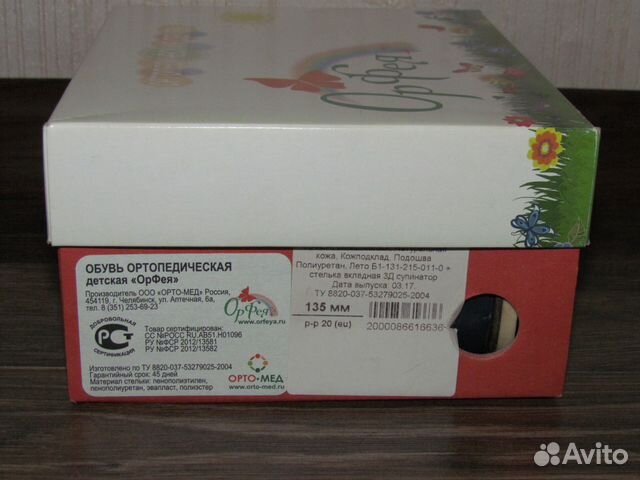 ОрФея
ОБУВЬ ОРТОПЕДИЧЕСКАЯ
детская «ОрФея»
Производитель ООО «ОРТО-МЕД» Россия,
454119, г. Челябинск, ул. Аптечная, 6а,
тел. 8 (351) 253-69-23
ОрФея
www.orfeya.ru
ДОБРОВОЛЬНАЯ
РСТ
СЕРТИФИКАЦИЯ
Товар сертифицирован:
СС №РОСС RU.АВ51.Н01096
РУ №ФСР 2012/13581
РУ №ФСР 2012/13582
Изготовлено по ТУ 8820-037-53279025-2004
Гарантийный срок: 45 дней
Материал стельки: пенополиэтилен,
пенополиуретан, эвапласт, полиэстер
ОРТО-МЕД
www.orto-med.ru
кожа, Кожподклад, Подошва
Полиуретан, Лето Б1-131-215-011-0 +
стелька вкладная 3Д супинатор
Дата выпуска: 03.17.
ТУ 8820-037-53279025-2004
135 мм
р-р 20 (eu)
2000086616636
Avito